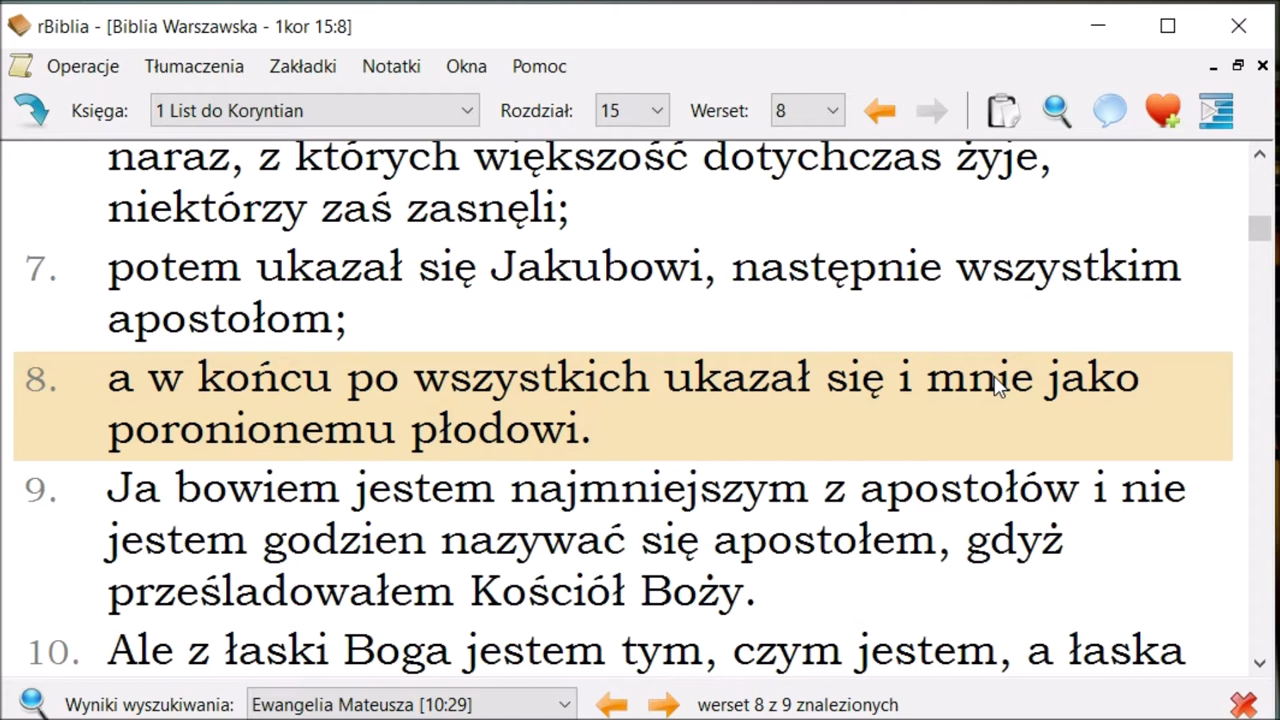 rBiblia - [Biblia Warszawska - 1kor 15:8]
Operacje Tłumaczenia Zakładki Notatki Okna Pomoc
Księga: 1 List do Koryntian Rozdział: 15 Werset: 8
naraz, z których większość dotychczas żyje,
niektórzy zaś zasnęli;
7. potem ukazał się Jakubowi, następnie wszystkim
apostołom;
8. a w końcu po wszystkich ukazał się i mnie jako
poronionemu płodowi.
9. Ja bowiem jestem najmniejszym z apostołów i nie
jestem godzien nazywać się apostołem, gdyż
prześladowałem Kościół Boży.
10. Ale z łaski Boga jestem tym, czym jestem, a łaska
Wyniki wyszukiwania: Ewangelia Mateusza [10:29] werset 8 z 9 znalezionych